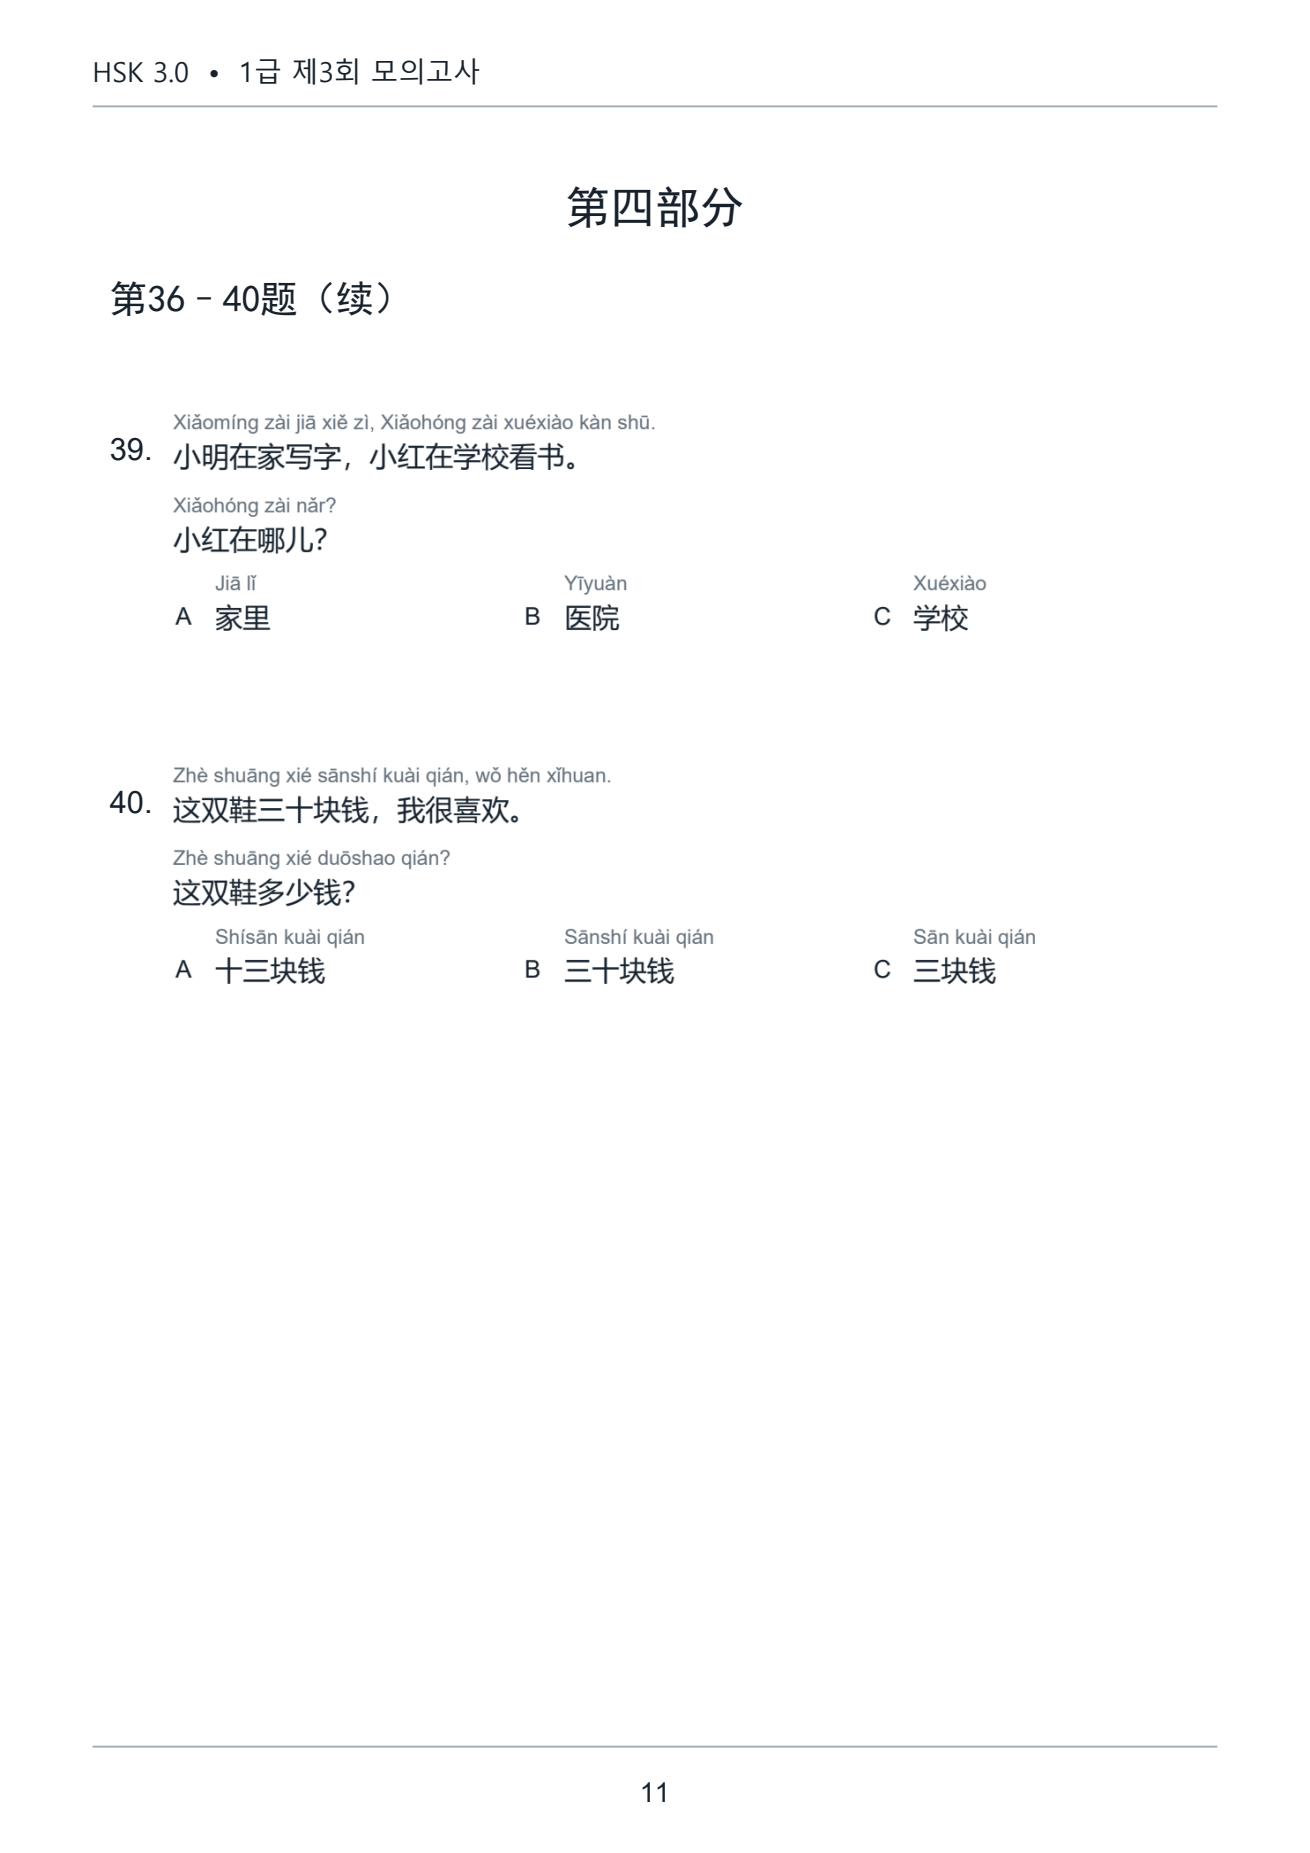 HSK 3.0 • 1급 제3회 모의고사
第四部分
第36－40题（续）
Xiǎomíng zài jiā xiě zì, Xiǎohóng zài xuéxiào kàn shū.
39. 小明在家写字，小红在学校看书。
Xiǎohóng zài nǎr?
小红在哪儿？
Jiā lǐ Yīyuàn Xuéxiào
A 家里 B 医院 C 学校
Zhè shuāng xié sānshí kuài qián, wǒ hěn xǐhuan.
40. 这双鞋三十块钱，我很喜欢。
Zhè shuāng xié duōshao qián?
这双鞋多少钱？
Shísān kuài qián Sānshí kuài qián Sān kuài qián
A 十三块钱 B 三十块钱 C 三块钱
11